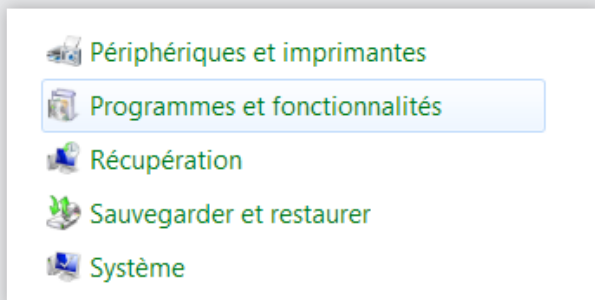 Périphériques et imprimantes
Programmes et fonctionnalités
Récupération
Sauvegarder et restaurer
Système